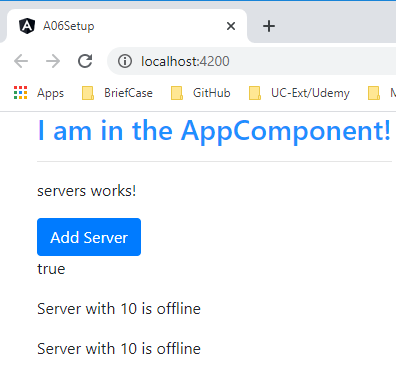 A06Setup
localhost:4200
Apps BriefCase GitHub UC-Ext/Udemy M
I am in the AppComponent!
servers works!
Add Server
true
Server with 10 is offline
Server with 10 is offline